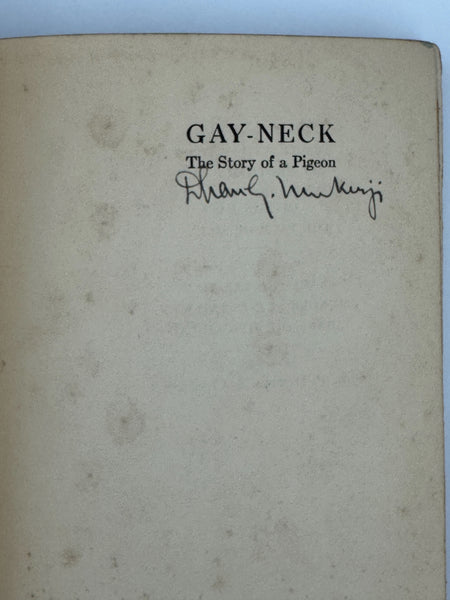 GAY-NECK
The Story of a Pigeon
Dhan G. Mukerji